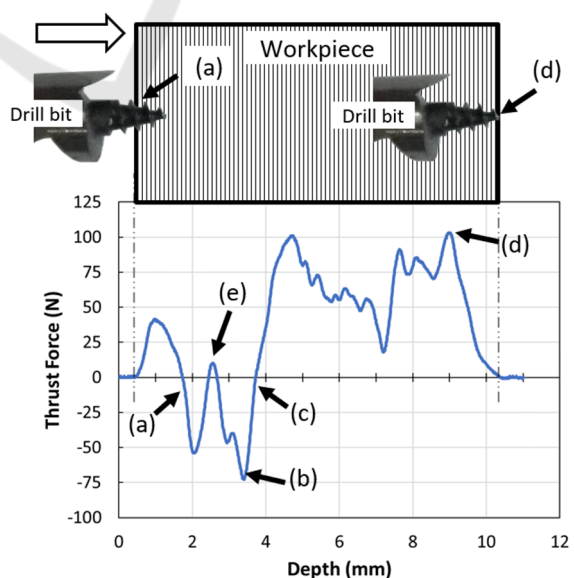 Workpiece
(a)
(d)
Drill bit
Drill bit
125
100
75
50
25
0
-25
-50
-75
-100
Thrust Force (N)
(d)
(e)
(a)
(c)
(b)
0 2 4 6 8 10 12
Depth (mm)